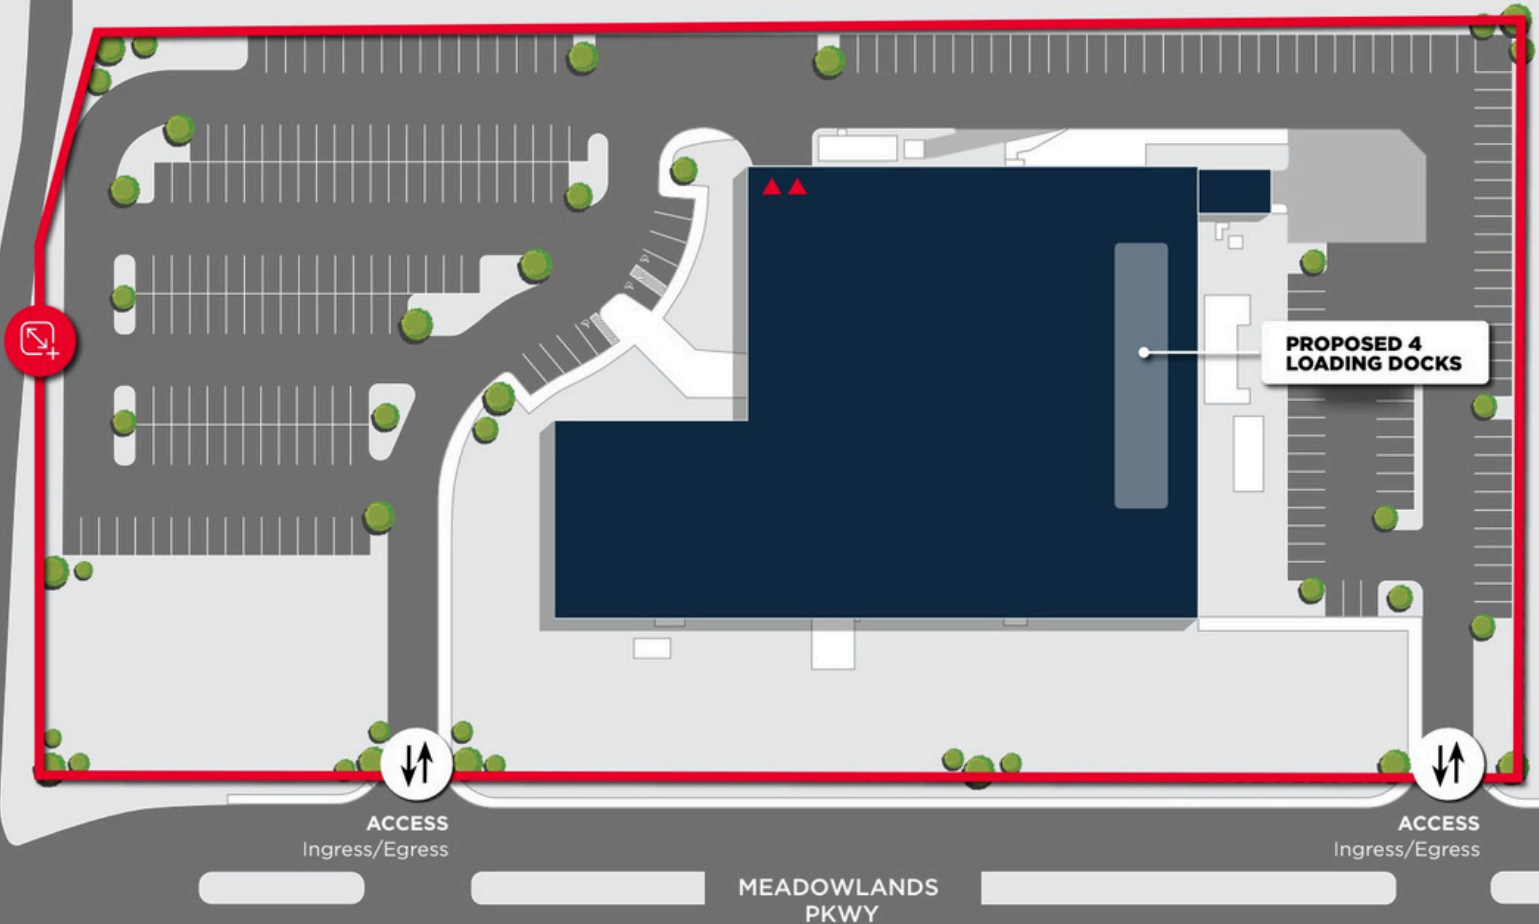 PROPOSED 4
LOADING DOCKS
ACCESS
Ingress/Egress
ACCESS
Ingress/Egress
MEADOWLANDS
PKWY